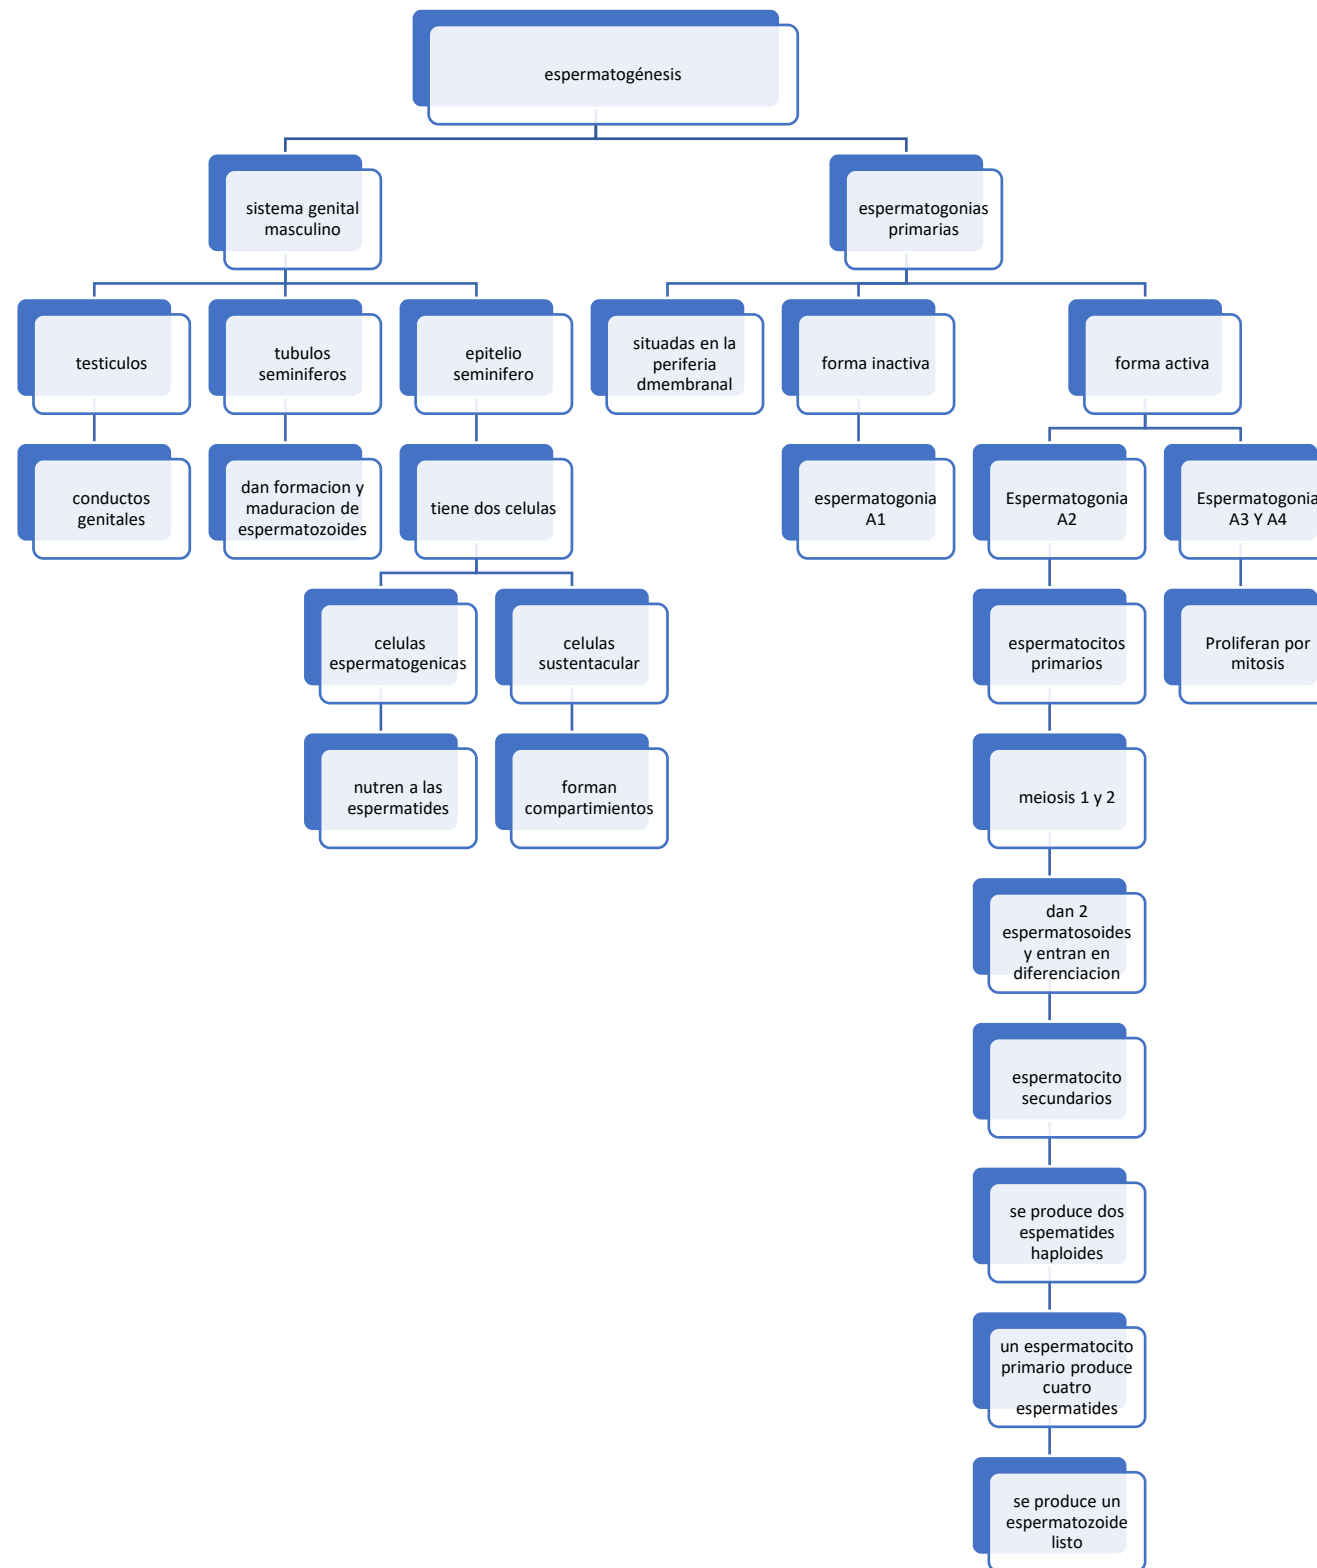 espermatogénesis
sistema genital
masculino
espermatogonias
primarias
testiculos
tubulos
seminiferos
epitelio
seminifero
situadas en la
periferia
dmembranal
forma inactiva
forma activa
conductos
genitales
dan formacion y
maduracion de
espermatozoides
tiene dos celulas
espermatogonia
A1
Espermatogonia
A2
Espermatogonia
A3 Y A4
celulas
espermatogenicas
celulas
sustentacular
espermatocitos
primarios
Proliferan por
mitosis
nutren a las
espermatides
forman
compartimientos
meiosis 1 y 2
dan 2
espermatosoides
y entran en
diferenciacion
espermatocito
secundarios
se produce dos
espematides
haploides
un espermatocito
primario produce
cuatro
espermatides
se produce un
espermatozoide
listo